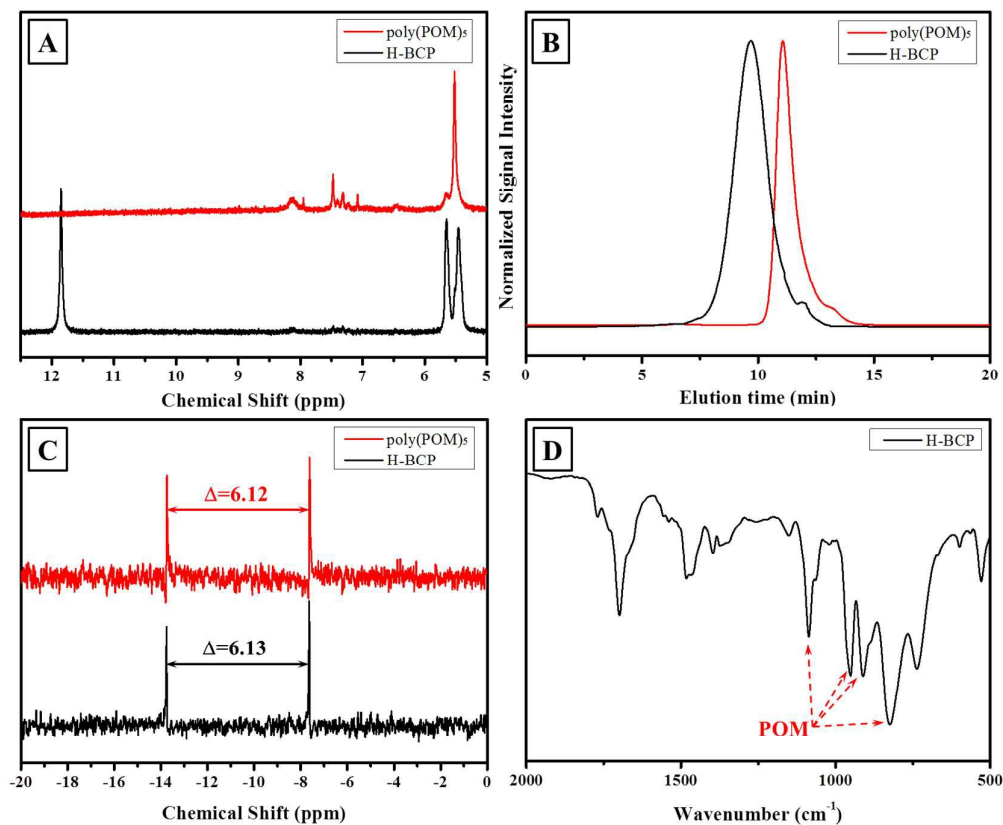 A
poly(POM)₅
H-BCP
12 11 10 9 8 7 6 5
Chemical Shift (ppm)
B
poly(POM)₅
H-BCP
Normalized Siginal Intensity
0 5 10 15 20
Elution time (min)
C
poly(POM)₅
H-BCP
Δ=6.12
Δ=6.13
-20 -18 -16 -14 -12 -10 -8 -6 -4 -2 0
Chemical Shift (ppm)
D
H-BCP
POM
2000 1500 1000 500
Wavenumber (cm⁻¹)